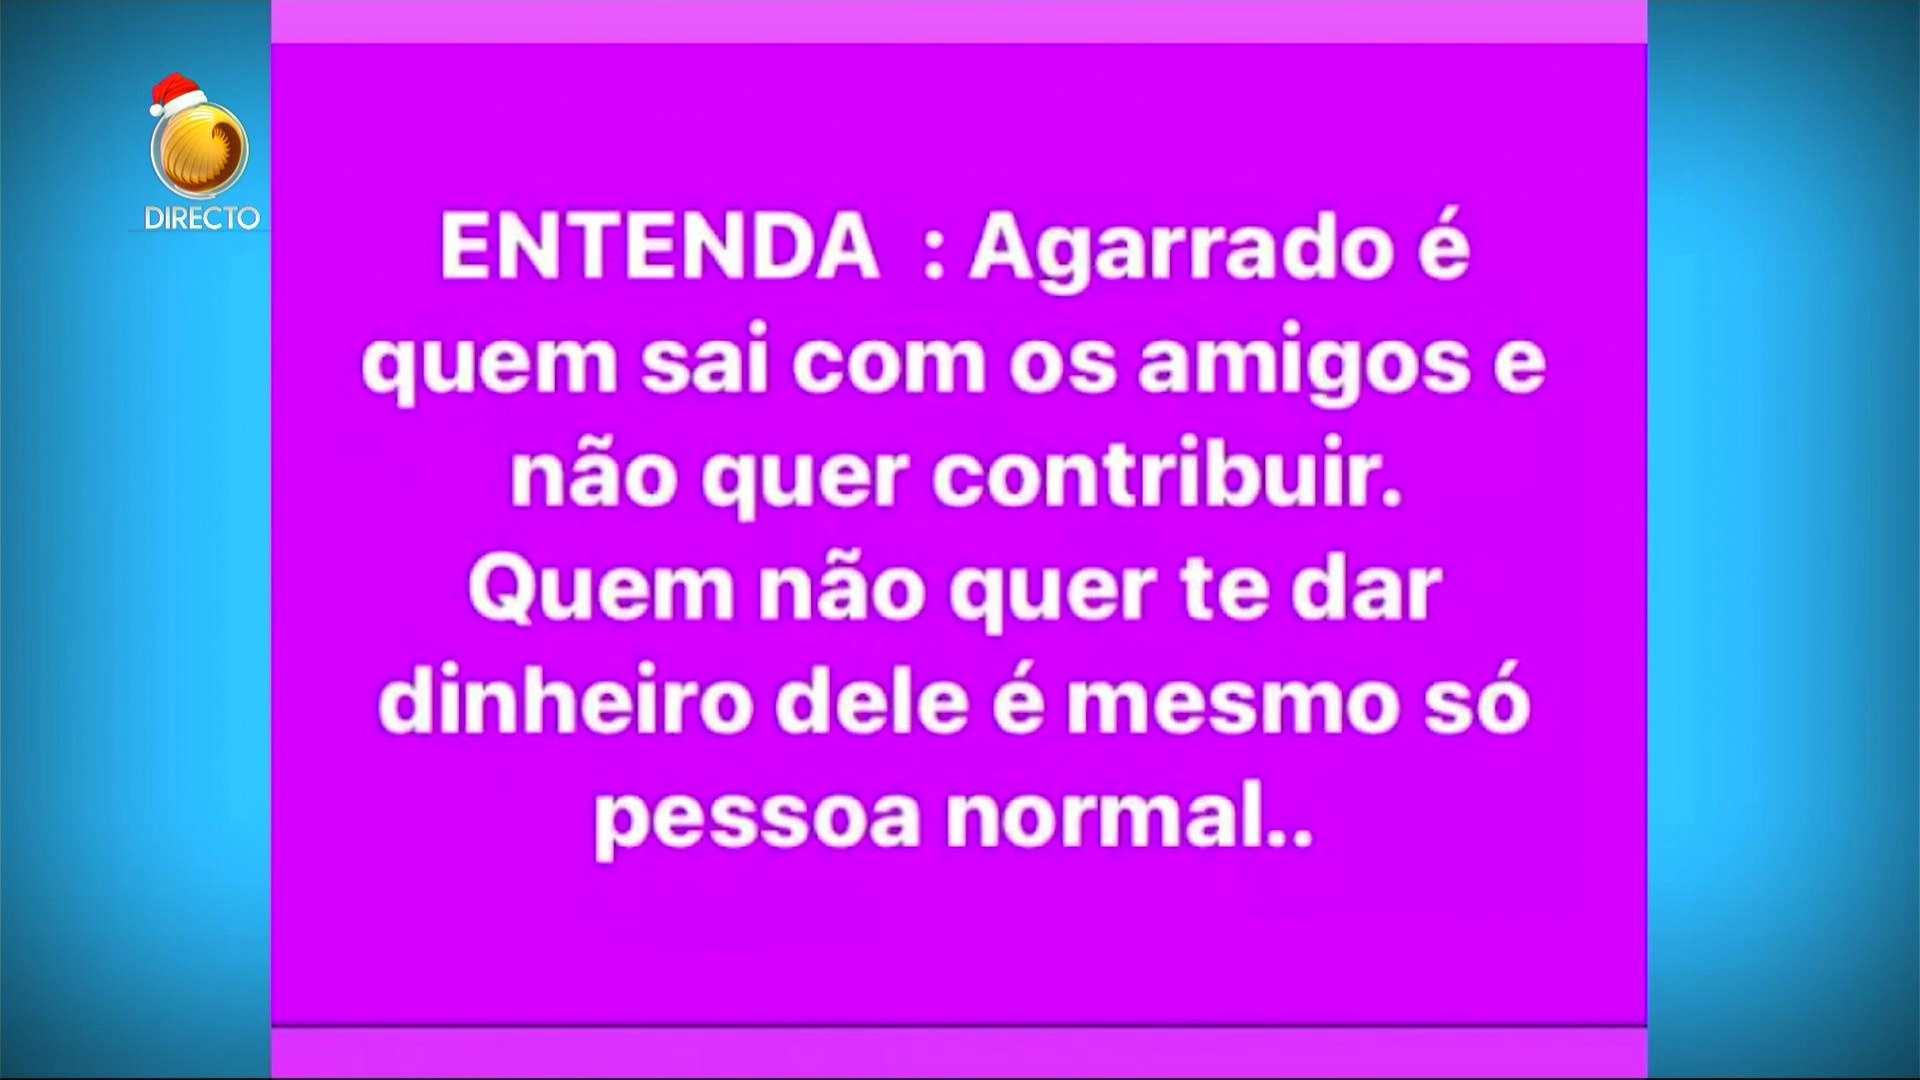 DIRECTO
ENTENDA : Agarrado é
quem sai com os amigos e
não quer contribuir.
Quem não quer te dar
dinheiro dele é mesmo só
pessoa normal..